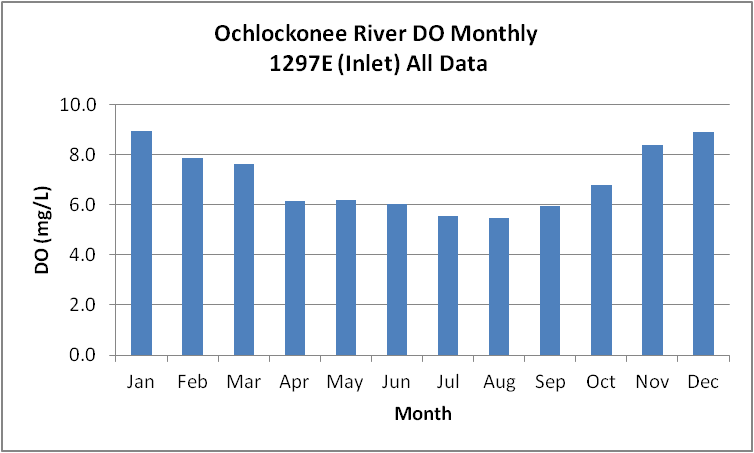 Ochlockonee River DO Monthly
1297E (Inlet) All Data
10.0
8.0
6.0
4.0
2.0
0.0
DO (mg/L)
Jan Feb Mar Apr May Jun Jul Aug Sep Oct Nov Dec
Month